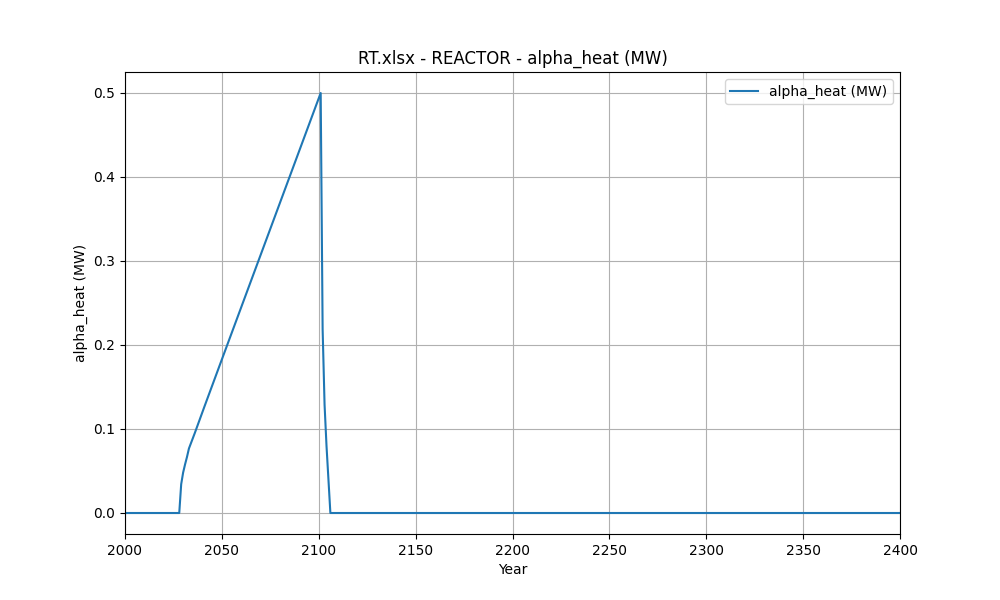 RT.xlsx - REACTOR - alpha_heat (MW)
alpha_heat (MW)
0.5
0.4
0.3
0.2
0.1
0.0
alpha_heat (MW)
2000 2050 2100 2150 2200 2250 2300 2350 2400
Year